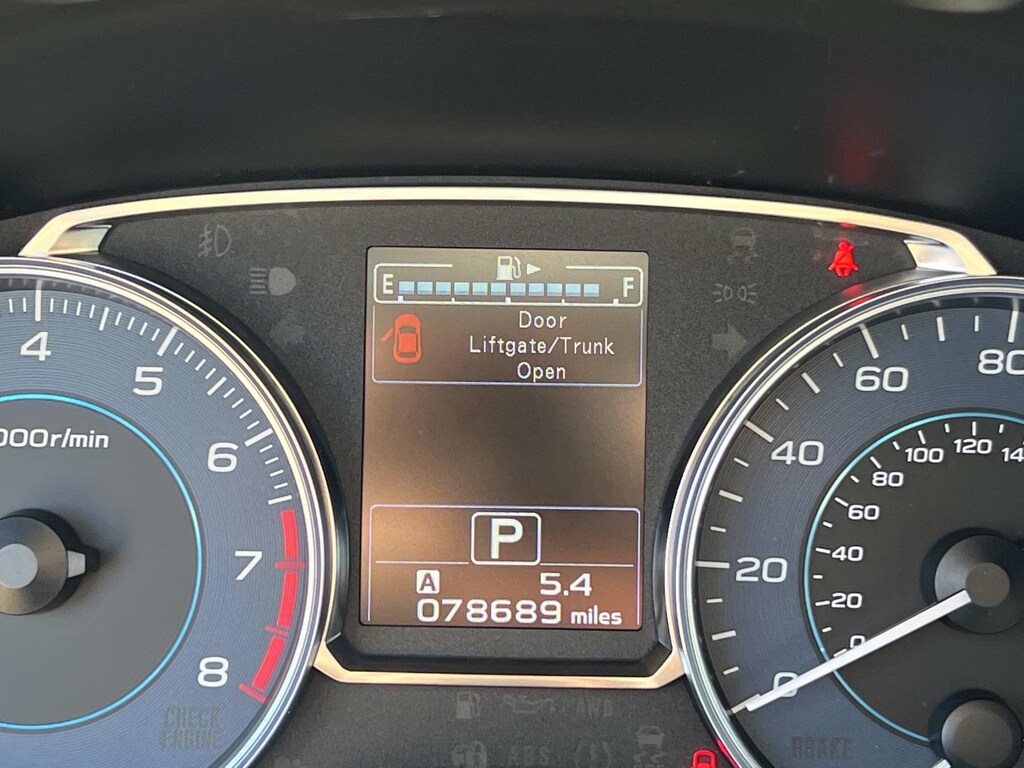 E F
Door
Liftgate/Trunk
Open
P
A 5.4
078689 miles
4
5
6
7
8
000r/min
0
20
40
60
80
0
20
40
60
80
100
120
CHECK
ENGINE
AWD
ABS
BRAKE